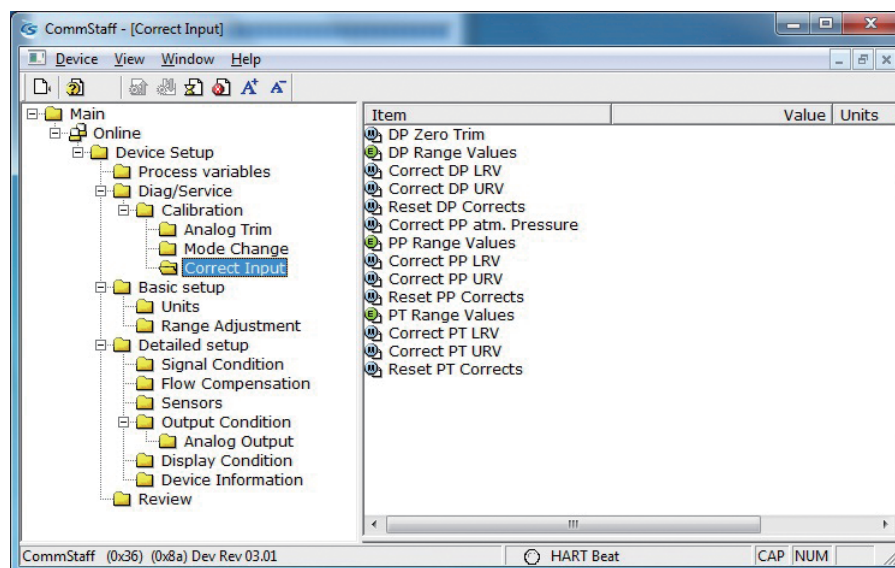 CommStaff - [Correct Input]
Device View Window Help
Main
Online
Device Setup
Process variables
Diag/Service
Calibration
Analog Trim
Mode Change
Correct Input
Basic setup
Units
Range Adjustment
Detailed setup
Signal Condition
Flow Compensation
Sensors
Output Condition
Analog Output
Display Condition
Device Information
Review
Item Value Units
DP Zero Trim
DP Range Values
Correct DP LRV
Correct DP URV
Reset DP Corrects
Correct PP atm. Pressure
PP Range Values
Correct PP LRV
Correct PP URV
Reset PP Corrects
PT Range Values
Correct PT LRV
Correct PT URV
Reset PT Corrects
CommStaff (0x36) (0x8a) Dev Rev 03.01 HART Beat CAP NUM